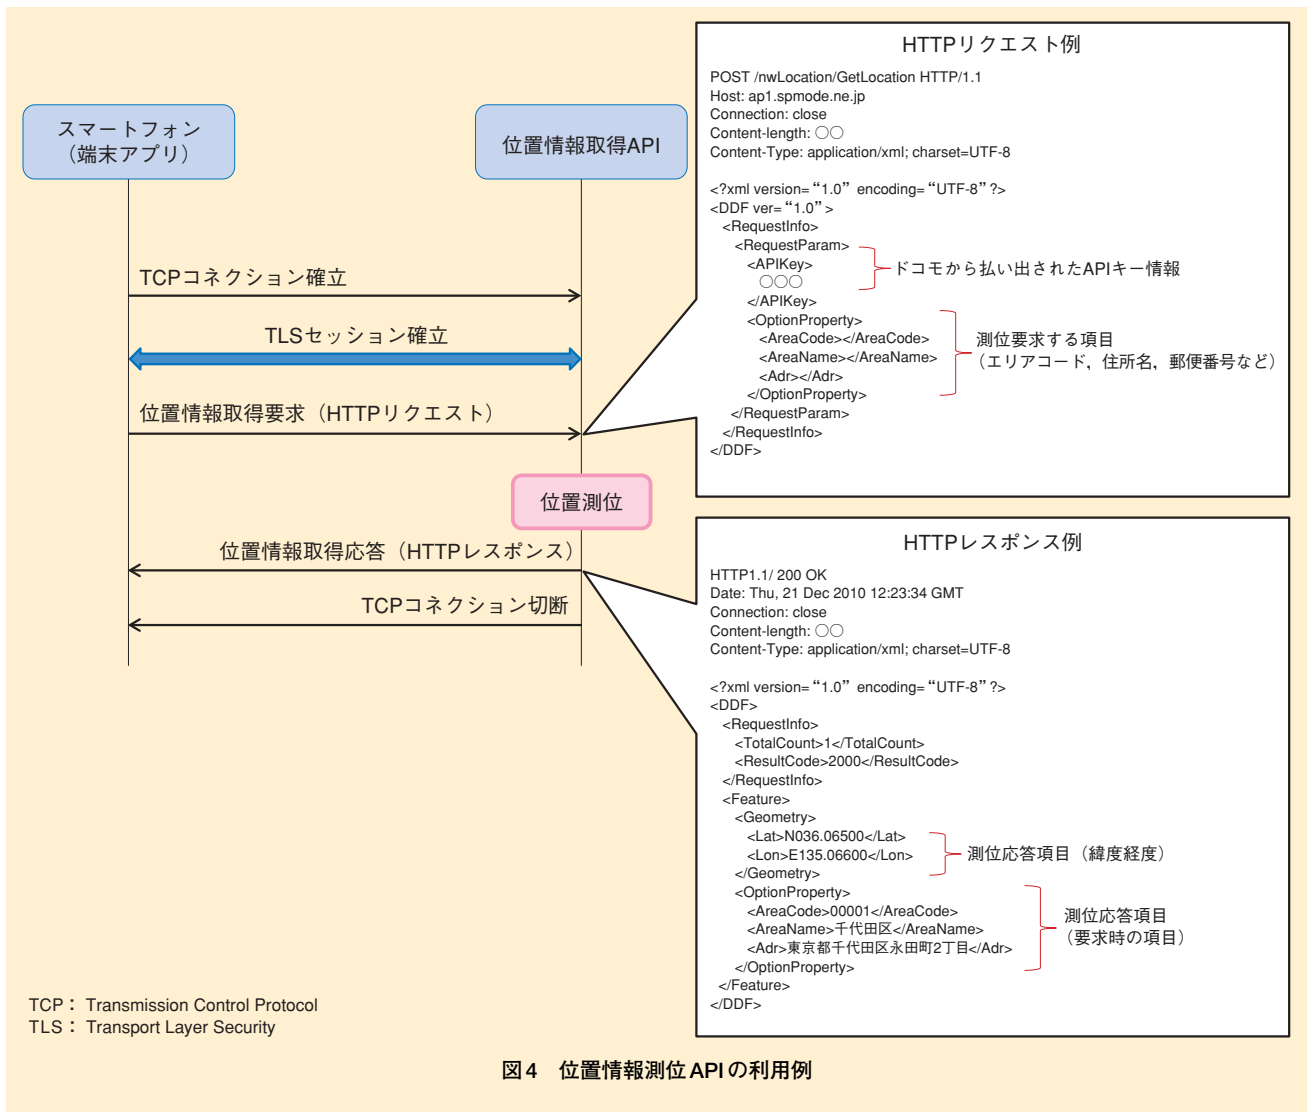 スマートフォン
（端末アプリ）
位置情報取得API
TCPコネクション確立
TLSセッション確立
位置情報取得要求（HTTPリクエスト）
位置測位
位置情報取得応答（HTTPレスポンス）
TCPコネクション切断
HTTPリクエスト例
POST /nwLocation/GetLocation HTTP/1.1
Host: ap1.spmode.ne.jp
Connection: close
Content-length: ○○
Content-Type: application/xml; charset=UTF-8
<?xml version=“1.0” encoding=“UTF-8”?>
<DDF ver=“1.0”>
<RequestInfo>
<RequestParam>
<APIKey>
○○○
</APIKey>
ドコモから払い出されたAPIキー情報
<OptionProperty>
<AreaCode></AreaCode>
<AreaName></AreaName>
<Adr></Adr>
</OptionProperty>
測位要求する項目
（エリアコード，住所名，郵便番号など）
</RequestParam>
</RequestInfo>
</DDF>
HTTPレスポンス例
HTTP1.1/ 200 OK
Date: Thu, 21 Dec 2010 12:23:34 GMT
Connection: close
Content-length: ○○
Content-Type: application/xml; charset=UTF-8
<?xml version=“1.0” encoding=“UTF-8”?>
<DDF>
<RequestInfo>
<TotalCount>1</TotalCount>
<ResultCode>2000</ResultCode>
</RequestInfo>
<Feature>
<Geometry>
<Lat>N036.06500</Lat>
<Lon>E135.06600</Lon>
</Geometry>
測位応答項目（緯度経度）
<OptionProperty>
<AreaCode>00001</AreaCode>
<AreaName>千代田区</AreaName>
<Adr>東京都千代田区永田町2丁目</Adr>
</OptionProperty>
測位応答項目
（要求時の項目）
</Feature>
</DDF>
TCP： Transmission Control Protocol
TLS： Transport Layer Security
図4　位置情報測位APIの利用例